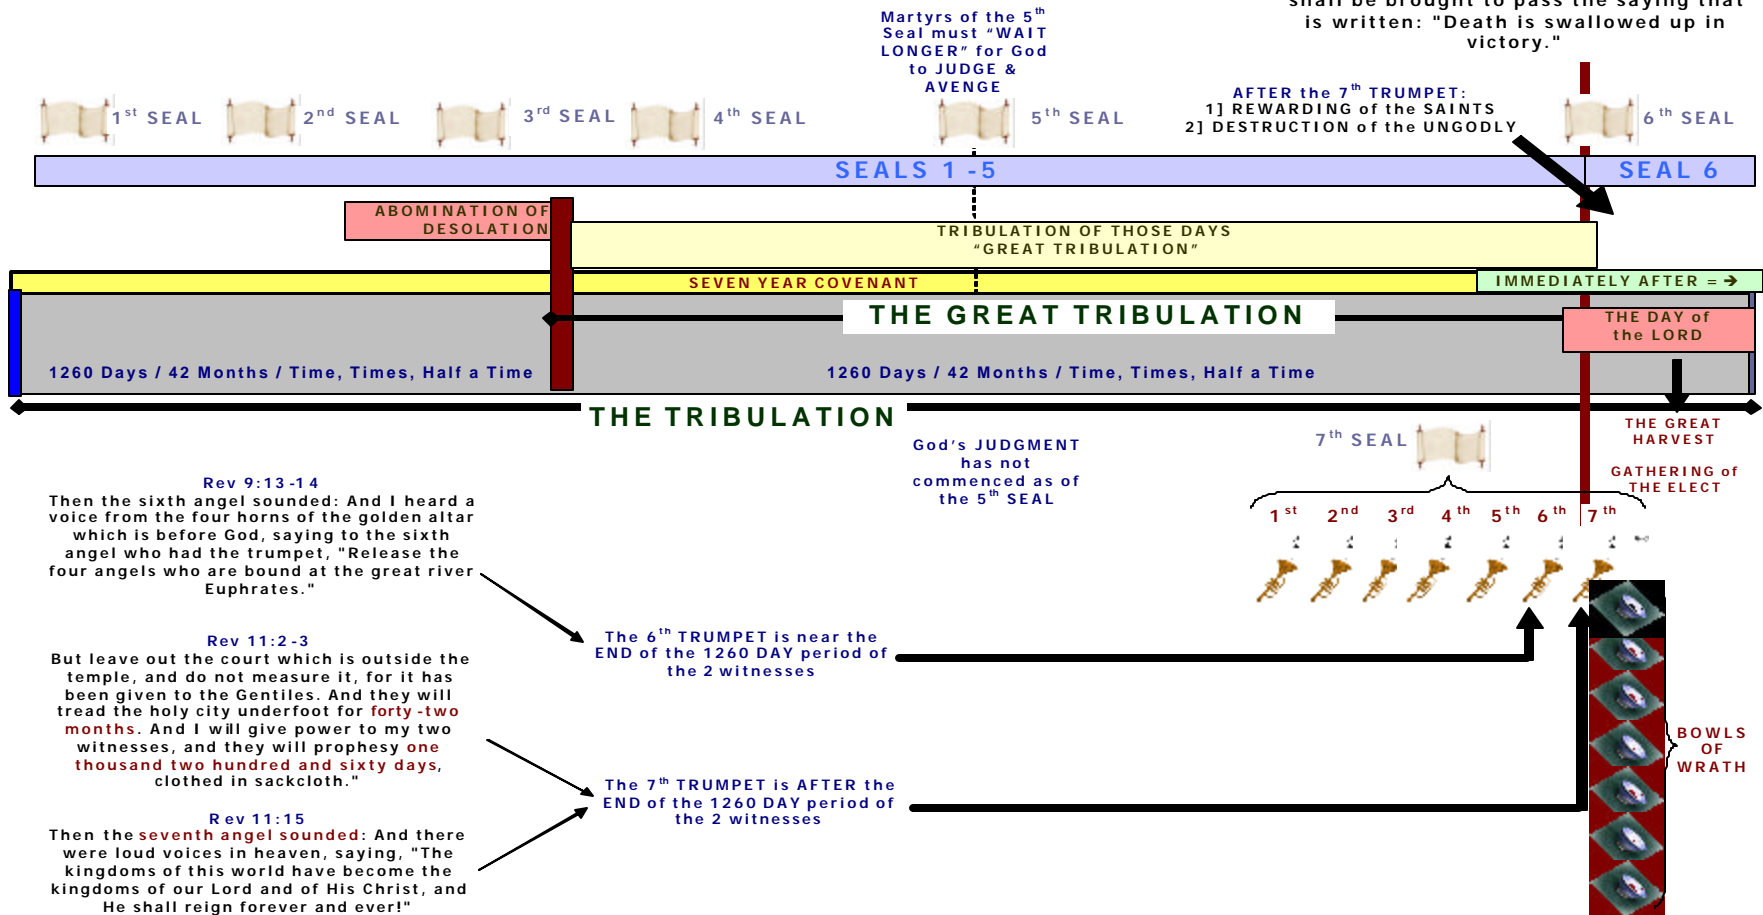 shall be brought to pass the saying that
is written: "Death is swallowed up in
victory."
Martyrs of the 5th
Seal must “WAIT
LONGER” for God
to JUDGE &
AVENGE
AFTER the 7th TRUMPET:
1] REWARDING of the SAINTS
2] DESTRUCTION of the UNGODLY
1st SEAL
2nd SEAL
3rd SEAL
4th SEAL
5th SEAL
6th SEAL
SEALS 1 - 5
SEAL 6
ABOMINATION OF
DESOLATION
TRIBULATION OF THOSE DAYS
“GREAT TRIBULATION”
SEVEN YEAR COVENANT
IMMEDIATELY AFTER = →
THE GREAT TRIBULATION
THE DAY of
the LORD
1260 Days / 42 Months / Time, Times, Half a Time
1260 Days / 42 Months / Time, Times, Half a Time
THE TRIBULATION
THE GREAT
HARVEST
GATHERING of
THE ELECT
God's JUDGMENT
has not
commenced as of
the 5th SEAL
7th SEAL
1st
2nd
3rd
4th
5th
6th
7th
Rev 9:13-14
Then the sixth angel sounded: And I heard a
voice from the four horns of the golden altar
which is before God, saying to the sixth
angel who had the trumpet, "Release the
four angels who are bound at the great river
Euphrates."
The 6th TRUMPET is near the
END of the 1260 DAY period of
the 2 witnesses
Rev 11:2-3
But leave out the court which is outside the
temple, and do not measure it, for it has
been given to the Gentiles. And they will
tread the holy city underfoot for forty-two
months. And I will give power to my two
witnesses, and they will prophesy one
thousand two hundred and sixty days,
clothed in sackcloth."
The 7th TRUMPET is AFTER the
END of the 1260 DAY period of
the 2 witnesses
BOWLS
OF
WRATH
Rev 11:15
Then the seventh angel sounded: And there
were loud voices in heaven, saying, "The
kingdoms of this world have become the
kingdoms of our Lord and of His Christ, and
He shall reign forever and ever!"